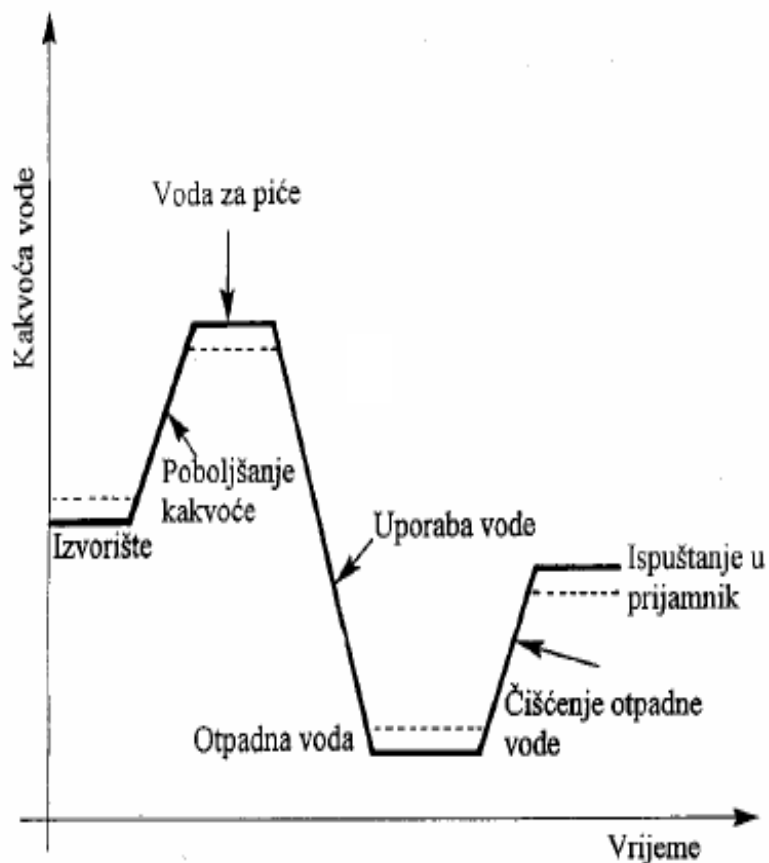 Kakvoća vode
Voda za piće
Poboljšanje
kakvoće
Izvorište
Uporaba vode
Ispuštanje u
prijamnik
Otpadna voda
Čišćenje otpadne
vode
Vrijeme